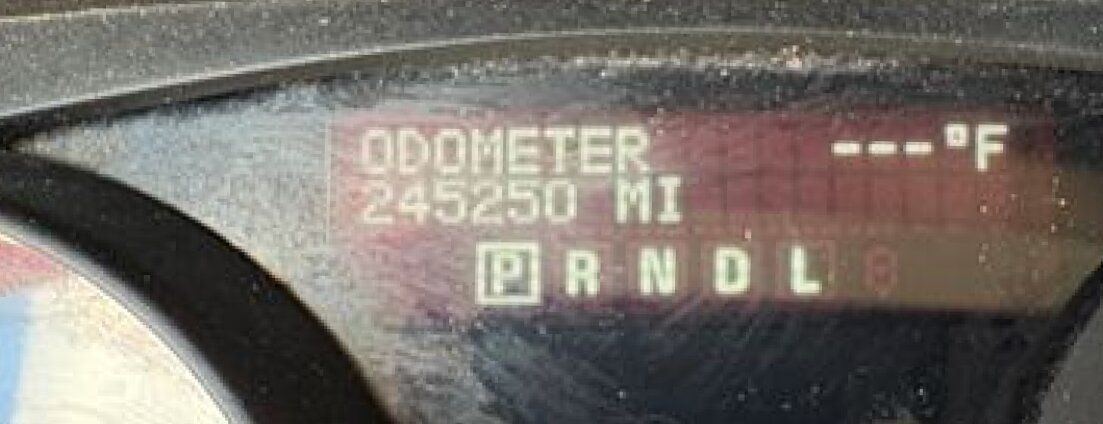 ODOMETER ---°F
245250 MI
P R N D L